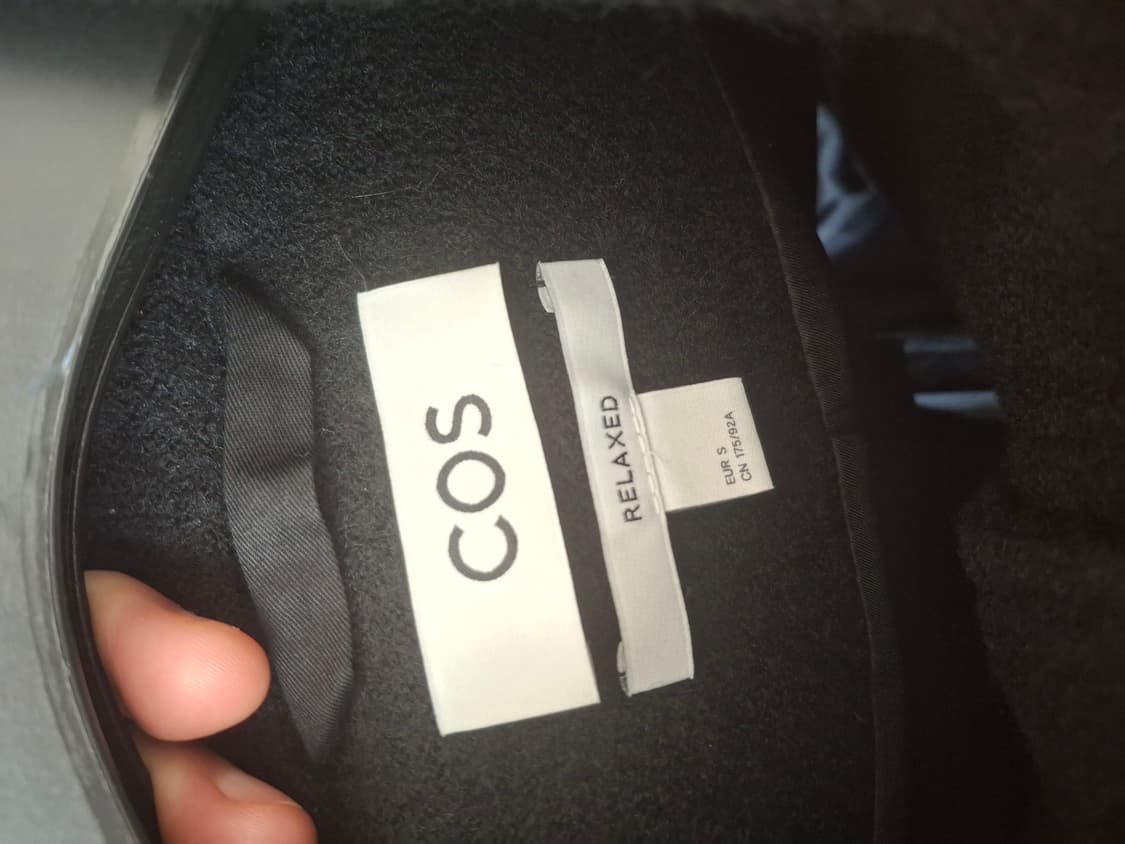 COS
RELAXED
EUR S
CN 175/92A